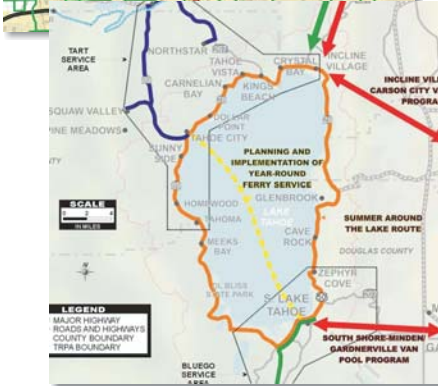 TART
SERVICE
AREA
NORTHSTAR
TAHOE
VISTA
CRYSTAL
BAY
INCLINE
VILLAGE
CARNELIAN
BAY
KINGS
BEACH
INCLINE
CARSON CITY
SQUAW VALLEY
DOLLAR
POINT
TAHOE CITY
SUNNY
SIDE
PLANNING AND
IMPLEMENTATION OF
YEAR-ROUND
FERRY SERVICE
SCALE
0 2 4
IN MILES
HOMEWOOD
TAHOMA
GLENBROOK
LAKE
TAHOE
SUMMER AROUND
THE LAKE ROUTE
MEEKS
BAY
CAVE
ROCK
DOUGLAS COUNTY
BLISS
STATE PARK
ZEPHYR
COVE
S. LAKE
TAHOE
LEGEND
MAJOR HIGHWAY
ROADS AND HIGHWAYS
COUNTY BOUNDARY
TRPA BOUNDARY
SOUTH SHORE-MINDEN/
GARDNERVILLE VAN
POOL PROGRAM
BLUEGO
SERVICE
AREA